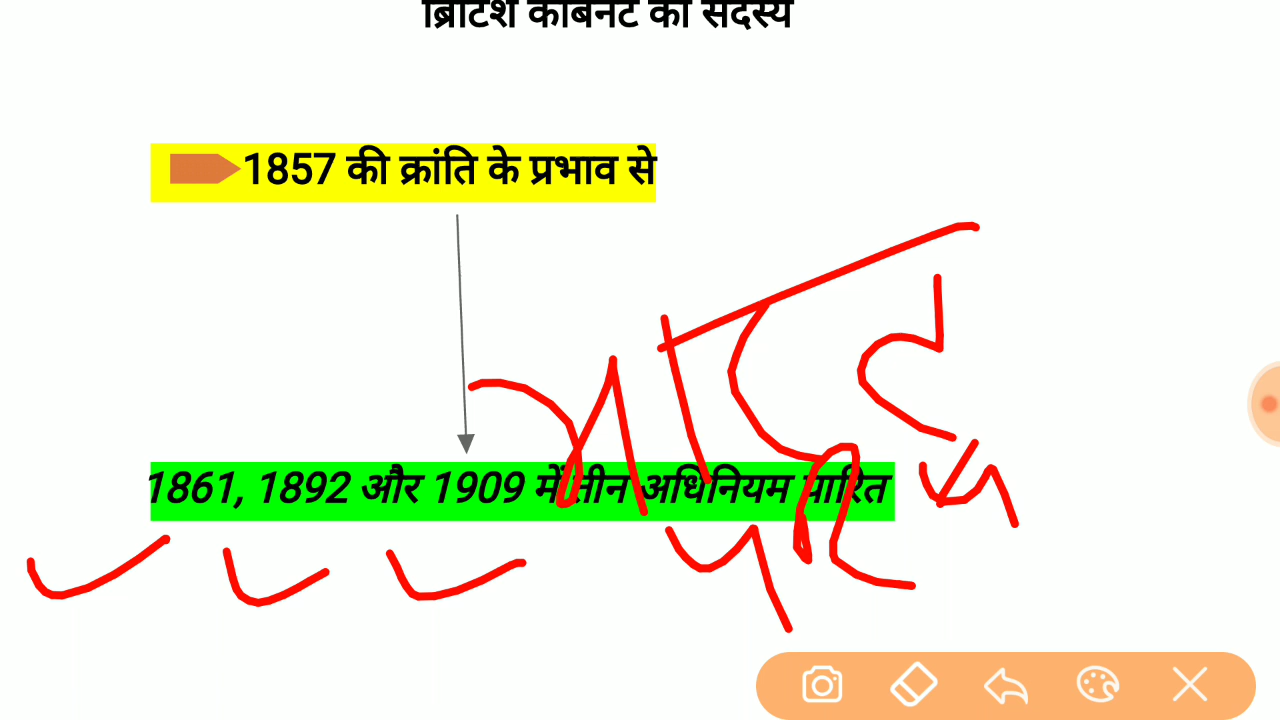 ब्रिटिश कैबिनेट का सदस्य
1857 की क्रांति के प्रभाव से
1861, 1892 और 1909 में तीन अधिनियम पारित